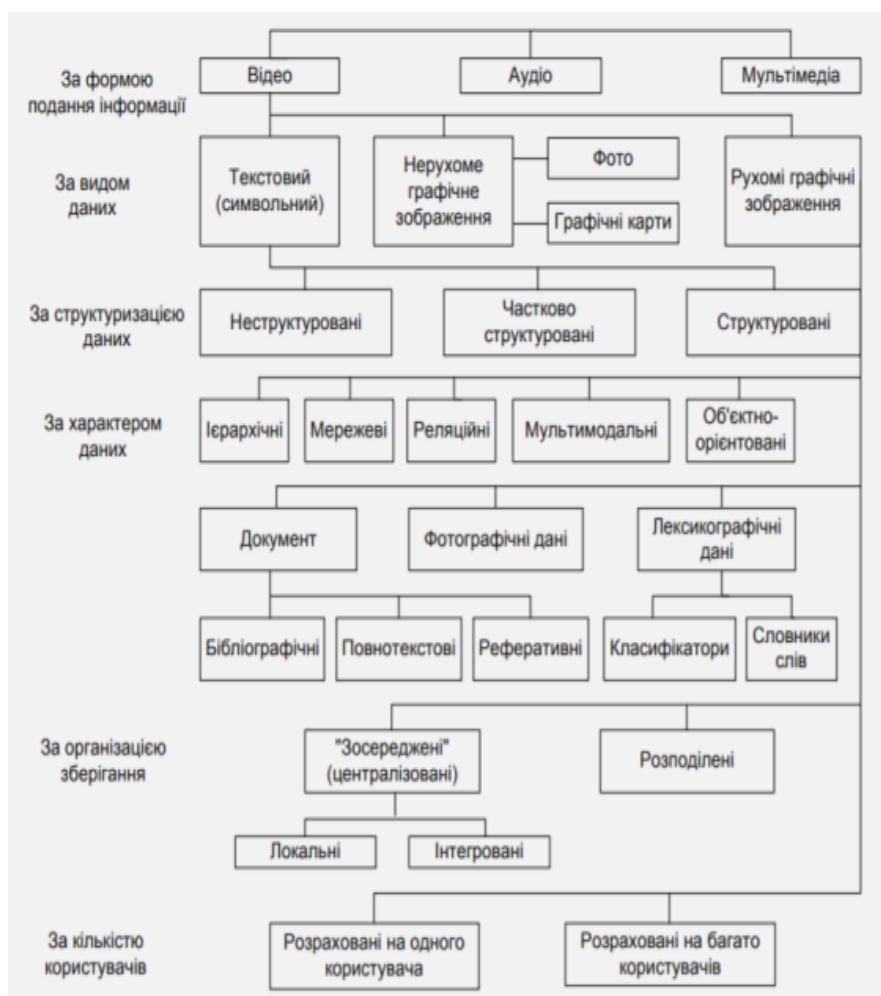 За формою
подання інформації
Відео
Аудіо
Мультімедіа
За видом
даних
Текстовий
(символьний)
Нерухоме
графічне
зображення
Фото
Графічні карти
Рухомі графічні
зображення
За структуризацією
даних
Неструктуровані
Частково
структуровані
Структуровані
За характером
даних
Ієрархічні
Мережеві
Реляційні
Мультимодальні
Об'єктно-
орієнтовані
Документ
Фотографічні дані
Лексикографічні
дані
Бібліографічні
Повнотекстові
Реферативні
Класифікатори
Словники
слів
За організацією
зберігання
"Зосереджені"
(централізовані)
Розподілені
Локальні
Інтегровані
За кількістю
користувачів
Розраховані на одного
користувача
Розраховані на багато
користувачів